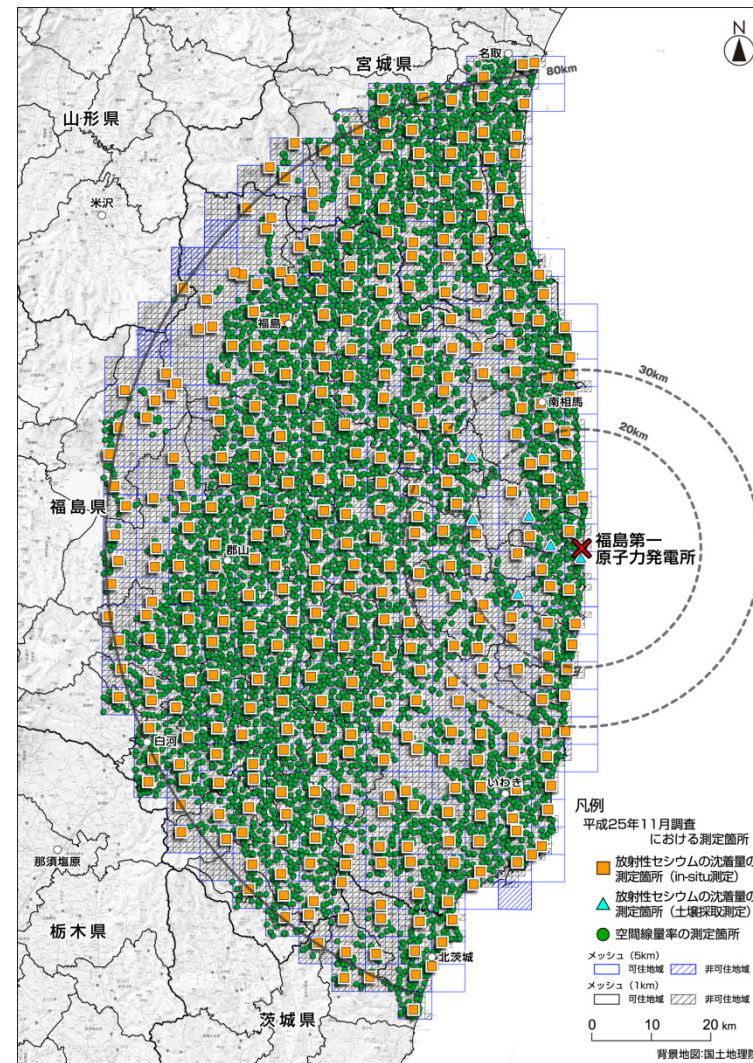 N
名取
宮城県
80km
山形県
米沢
福島
30km
南相馬
20km
福島県
福島第一
原子力発電所
郡山
白河
いわき
凡例
平成25年11月調査
における測定箇所
放射性セシウムの沈着量の
測定箇所（in-situ測定）
那須塩原
放射性セシウムの沈着量の
測定箇所（土壌採取測定）
栃木県
空間線量率の測定箇所
北茨城
メッシュ（5km）
可住地域 非可住地域
メッシュ（1km）
可住地域 非可住地域
茨城県
0 10 20 km
背景地図:国土地理院